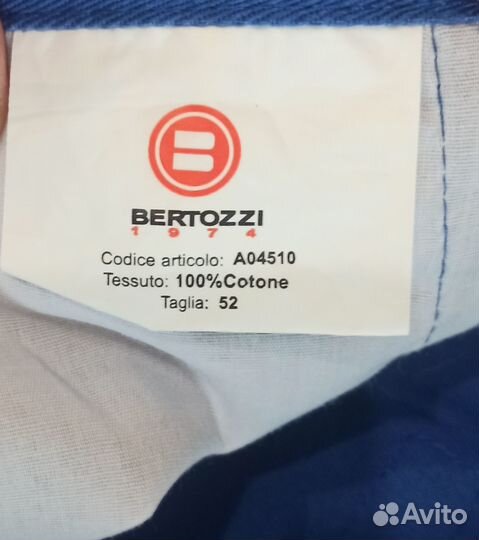 B
BERTOZZI
1974
Codice articolo: A04510
Tessuto: 100%Cotone
Taglia: 52
Avito